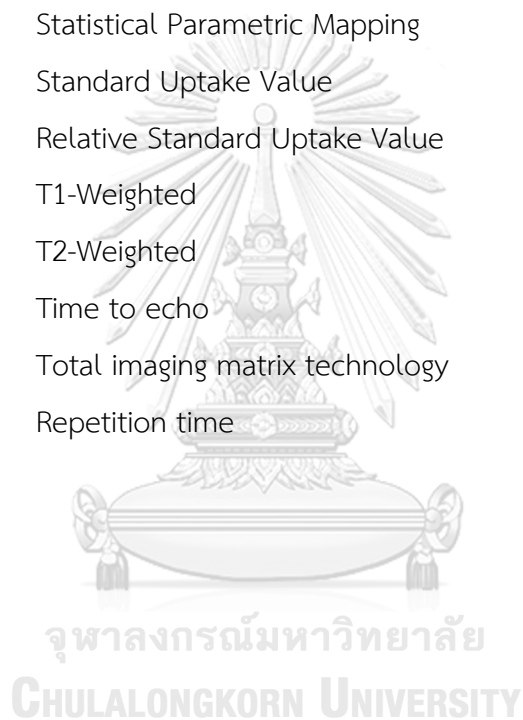 Statistical Parametric Mapping
Standard Uptake Value
Relative Standard Uptake Value
T1-Weighted
T2-Weighted
Time to echo
Total imaging matrix technology
Repetition time
จุฬาลงกรณ์มหาวิทยาลัย
CHULALONGKORN UNIVERSITY